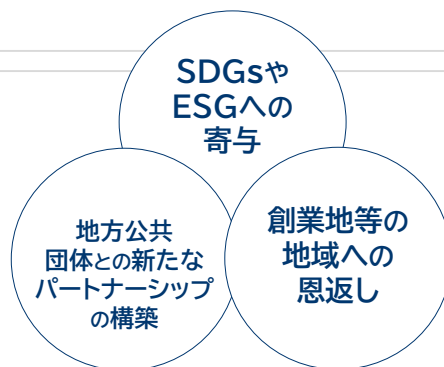 SDGsや
ESGへの
寄与
地方公共
団体との新たな
パートナーシップ
の構築
創業地等の
地域への
恩返し